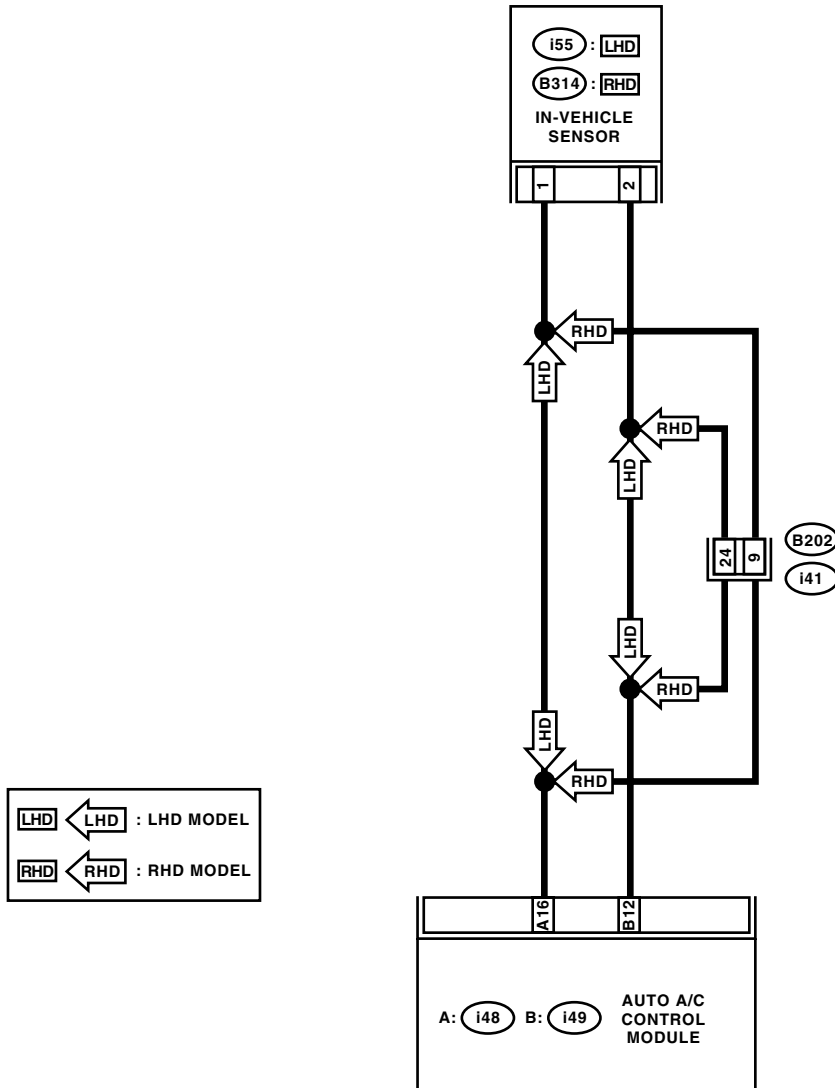 i55 : LHD
B314 : RHD
IN-VEHICLE
SENSOR
1 2
RHD
LHD
RHD
LHD
24 9
B202
i41
LHD
RHD
LHD
RHD
LHD LHD : LHD MODEL
RHD RHD : RHD MODEL
A16 B12
A: i48 B: i49
AUTO A/C
CONTROL
MODULE